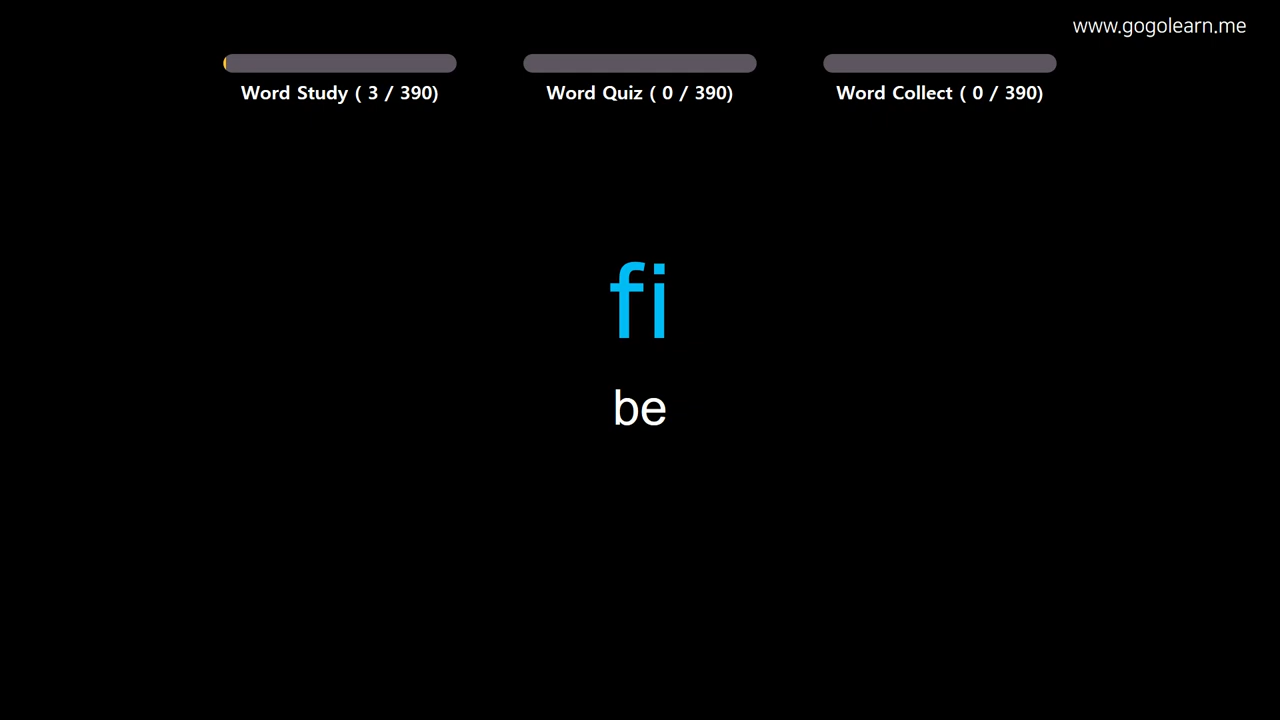 www.gogolearn.me
Word Study ( 3 / 390)
Word Quiz ( 0 / 390)
Word Collect ( 0 / 390)
fi
be